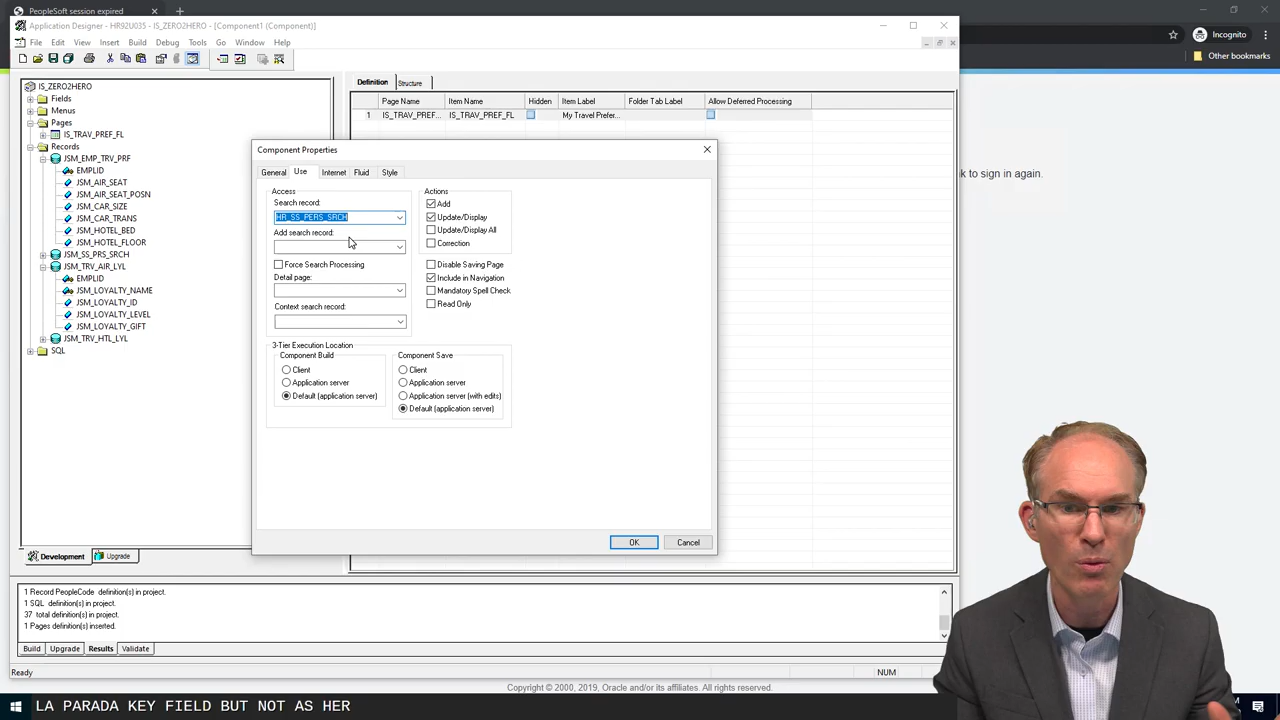 PeopleSoft session expired
Application Designer - HR92U035 - IS_ZERO2HERO - [Component1 (Component)]
Incognito
File Edit View Insert Build Debug Tools Go Window Help
Other bookmarks
IS_ZERO2HERO
Fields
Menus
Pages
IS_TRAV_PREF_FL
Records
JSM_EMP_TRV_PRF
EMPLID
JSM_AIR_SEAT
JSM_AIR_SEAT_POSN
JSM_CAR_SIZE
JSM_CAR_TRANS
JSM_HOTEL_BED
JSM_HOTEL_FLOOR
JSM_SS_PRS_SRCH
JSM_TRV_AIR_LYL
EMPLID
JSM_LOYALTY_NAME
JSM_LOYALTY_ID
JSM_LOYALTY_LEVEL
JSM_LOYALTY_GIFT
JSM_TRV_HTL_LYL
SQL
Development Upgrade
Definition Structure
Page Name Item Name Hidden Item Label Folder Tab Label Allow Deferred Processing
1 IS_TRAV_PREF... IS_TRAV_PREF_FL My Travel Prefer...
Component Properties
General Use Internet Fluid Style
Access
Search record:
HR_SS_PERS_SRCH
Add search record:
Force Search Processing
Detail page:
Context search record:
Actions
Add
Update/Display
Update/Display All
Correction
Disable Saving Page
Include in Navigation
Mandatory Spell Check
Read Only
3-Tier Execution Location
Component Build
Client
Application server
Default (application server)
Component Save
Client
Application server
Application server (with edits)
Default (application server)
OK Cancel
k to sign in again.
1 Record PeopleCode definition(s) in project.
1 SQL definition(s) in project.
37 total definition(s) in project.
1 Pages definition(s) inserted.
Build Upgrade Results Validate
Ready
NUM
Copyright © 2000, 2019, Oracle and/or its affiliates. All rights reserved.
LA PARADA KEY FIELD BUT NOT AS HER